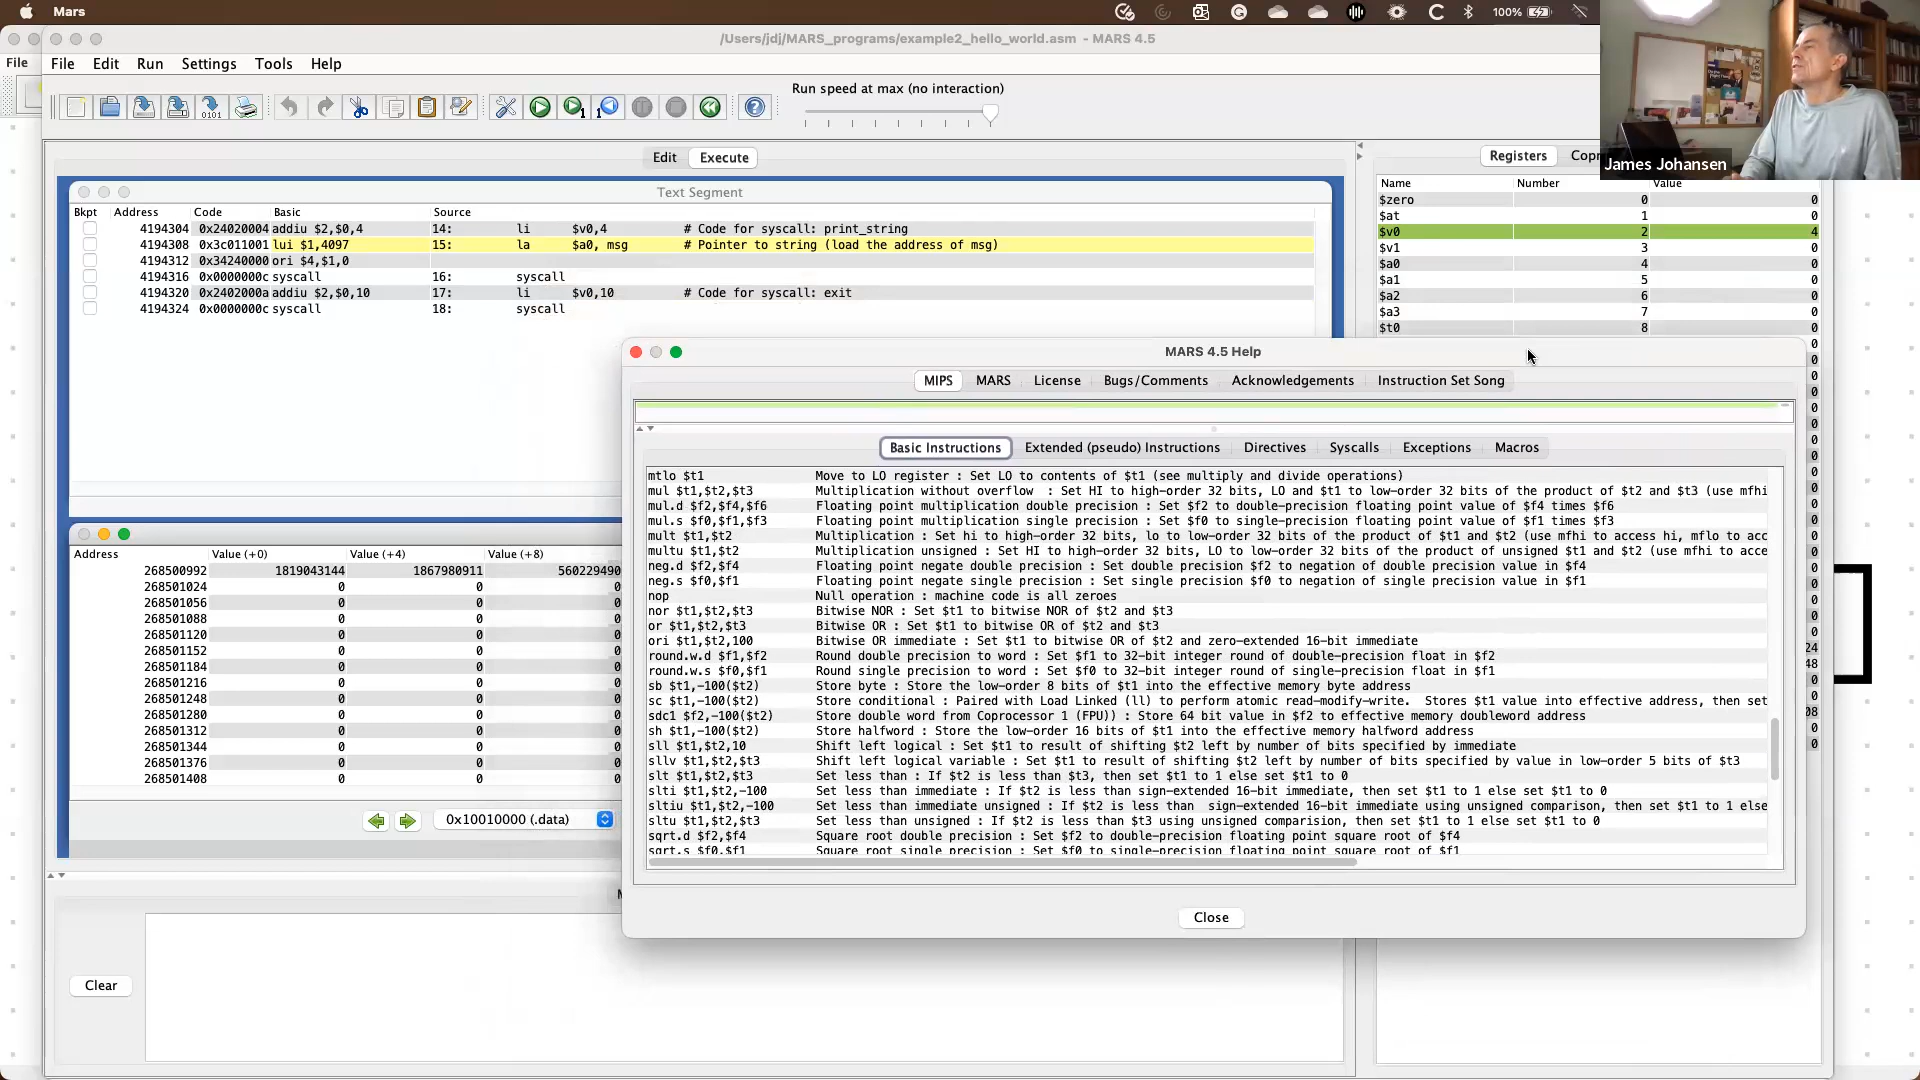 Mars
100%
/Users/jdj/MARS_programs/example2_hello_world.asm - MARS 4.5
File
File Edit Run Settings Tools Help
Run speed at max (no interaction)
Edit Execute
Registers
James Johansen
Text Segment
Bkpt Address Code Basic Source
4194304 0x24020004 addiu $2,$0,4 14: li $v0,4 # Code for syscall: print_string
4194308 0x3c011001 lui $1,4097 15: la $a0, msg # Pointer to string (load the address of msg)
4194312 0x34240000 ori $4,$1,0
4194316 0x0000000c syscall 16: syscall
4194320 0x2402000a addiu $2,$0,10 17: li $v0,10 # Code for syscall: exit
4194324 0x0000000c syscall 18: syscall
Name Number Value
$zero 0 0
$at 1 0
$v0 2 4
$v1 3 0
$a0 4 0
$a1 5 0
$a2 6 0
$a3 7 0
$t0 8 0
MARS 4.5 Help
MIPS MARS License Bugs/Comments Acknowledgements Instruction Set Song
Basic Instructions Extended (pseudo) Instructions Directives Syscalls Exceptions Macros
mtlo $t1 Move to LO register : Set LO to contents of $t1 (see multiply and divide operations)
mul $t1,$t2,$t3 Multiplication without overflow : Set HI to high-order 32 bits, LO and $t1 to low-order 32 bits of the product of $t2 and $t3 (use mfhi
mul.d $f2,$f4,$f6 Floating point multiplication double precision : Set $f2 to double-precision floating point value of $f4 times $f6
mul.s $f0,$f1,$f3 Floating point multiplication single precision : Set $f0 to single-precision floating point value of $f1 times $f3
mult $t1,$t2 Multiplication : Set hi to high-order 32 bits, lo to low-order 32 bits of the product of $t1 and $t2 (use mfhi to access hi, mflo to acc
multu $t1,$t2 Multiplication unsigned : Set HI to high-order 32 bits, LO to low-order 32 bits of the product of unsigned $t1 and $t2 (use mfhi to acce
neg.d $f2,$f4 Floating point negate double precision : Set double precision $f2 to negation of double precision value in $f4
neg.s $f0,$f1 Floating point negate single precision : Set single precision $f0 to negation of single precision value in $f1
nop Null operation : machine code is all zeroes
nor $t1,$t2,$t3 Bitwise NOR : Set $t1 to bitwise NOR of $t2 and $t3
or $t1,$t2,$t3 Bitwise OR : Set $t1 to bitwise OR of $t2 and $t3
ori $t1,$t2,100 Bitwise OR immediate : Set $t1 to bitwise OR of $t2 and zero-extended 16-bit immediate
round.w.d $f1,$f2 Round double precision to word : Set $f1 to 32-bit integer round of double-precision float in $f2
round.w.s $f0,$f1 Round single precision to word : Set $f0 to 32-bit integer round of single-precision float in $f1
sb $t1,-100($t2) Store byte : Store the low-order 8 bits of $t1 into the effective memory byte address
sc $t1,-100($t2) Store conditional : Paired with Load Linked (ll) to perform atomic read-modify-write. Stores $t1 value into effective address, then set
sdc1 $f2,-100($t2) Store double word from Coprocessor 1 (FPU)) : Store 64 bit value in $f2 to effective memory doubleword address
sh $t1,-100($t2) Store halfword : Store the low-order 16 bits of $t1 into the effective memory halfword address
sll $t1,$t2,10 Shift left logical : Set $t1 to result of shifting $t2 left by number of bits specified by immediate
sllv $t1,$t2,$t3 Shift left logical variable : Set $t1 to result of shifting $t2 left by number of bits specified by value in low-order 5 bits of $t3
slt $t1,$t2,$t3 Set less than : If $t2 is less than $t3, then set $t1 to 1 else set $t1 to 0
slti $t1,$t2,-100 Set less than immediate : If $t2 is less than sign-extended 16-bit immediate, then set $t1 to 1 else set $t1 to 0
sltiu $t1,$t2,-100 Set less than immediate unsigned : If $t2 is less than sign-extended 16-bit immediate using unsigned comparison, then set $t1 to 1 else
sltu $t1,$t2,$t3 Set less than unsigned : If $t2 is less than $t3 using unsigned comparision, then set $t1 to 1 else set $t1 to 0
sqrt.d $f2,$f4 Square root double precision : Set $f2 to double-precision floating point square root of $f4
sqrt.s $f0,$f1 Square root single precision : Set $f0 to single-precision floating point square root of $f1
Close
Address Value (+0) Value (+4) Value (+8)
268500992 1819043144 1867980911 560229490
268501024 0 0 0
268501056 0 0 0
268501088 0 0 0
268501120 0 0 0
268501152 0 0 0
268501184 0 0 0
268501216 0 0 0
268501248 0 0 0
268501280 0 0 0
268501312 0 0 0
268501344 0 0 0
268501376 0 0 0
268501408 0 0 0
0x10010000 (.data)
Clear